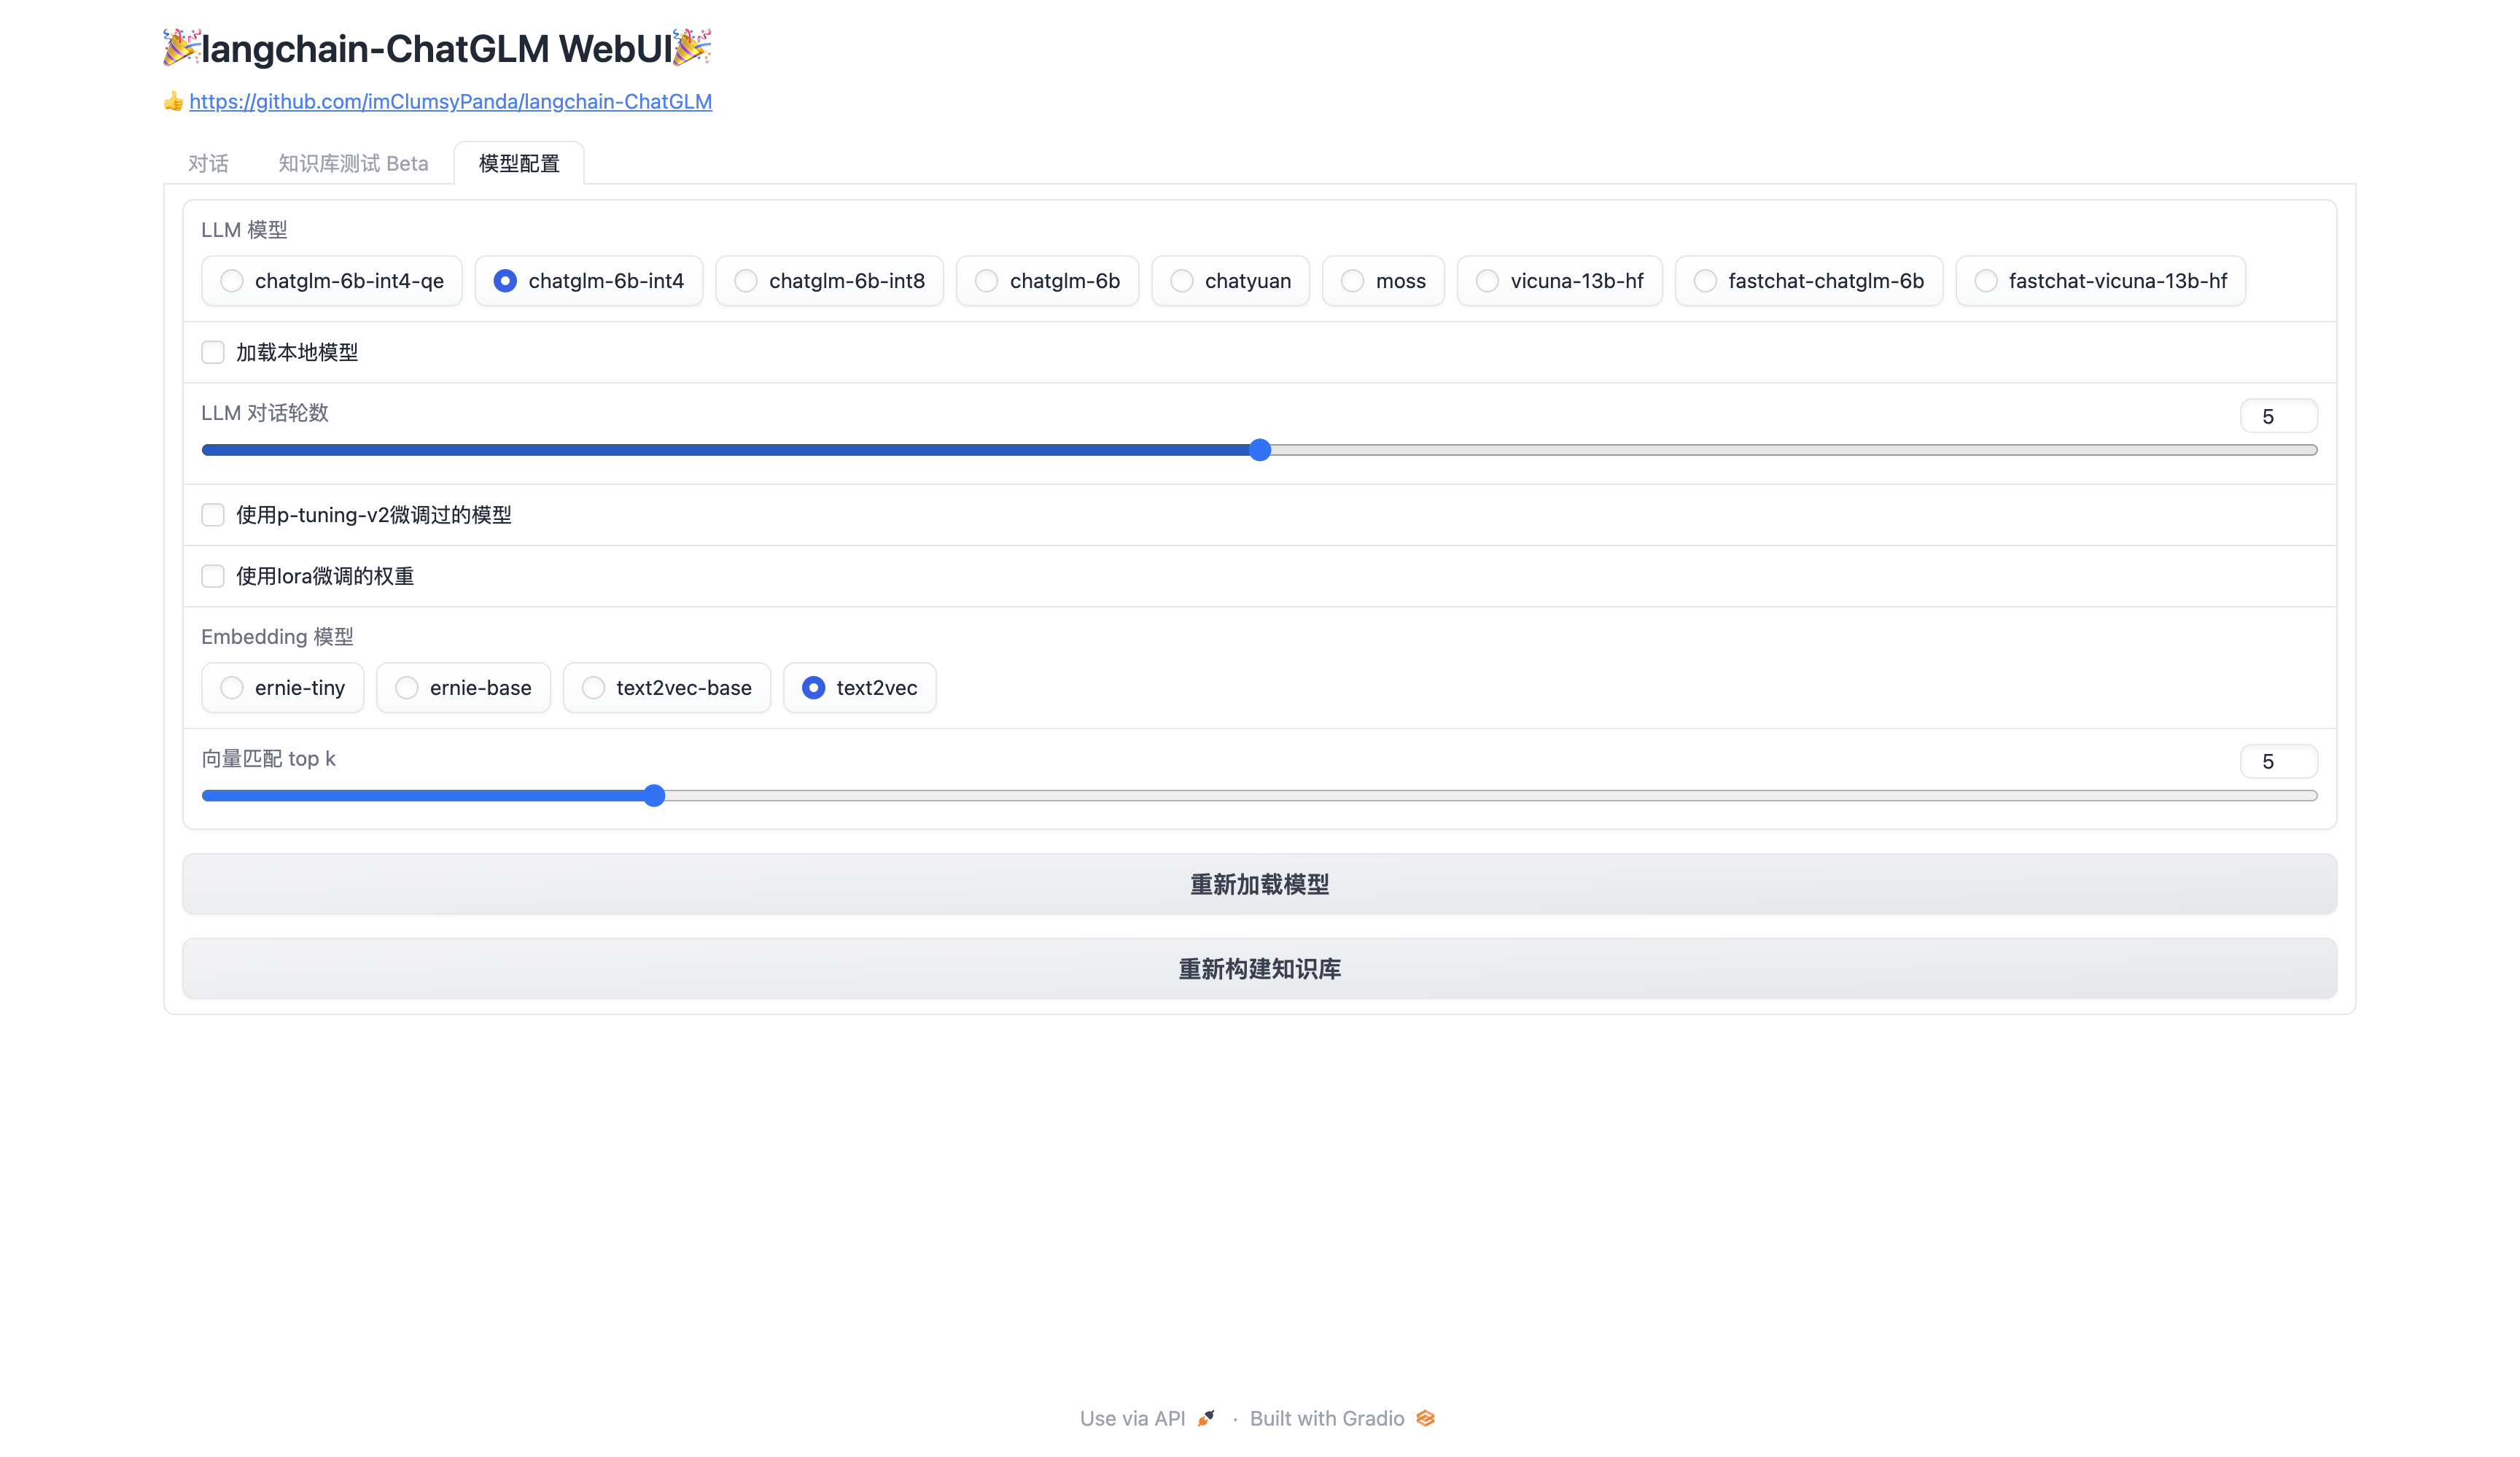 🎉langchain-ChatGLM WebUI🎉
👍 https://github.com/imClumsyPanda/langchain-ChatGLM
对话 知识库测试 Beta 模型配置
LLM 模型
chatglm-6b-int4-qe chatglm-6b-int4 chatglm-6b-int8 chatglm-6b chatyuan moss vicuna-13b-hf fastchat-chatglm-6b fastchat-vicuna-13b-hf
加载本地模型
LLM 对话轮数 5
使用p-tuning-v2微调过的模型
使用lora微调的权重
Embedding 模型
ernie-tiny ernie-base text2vec-base text2vec
向量匹配 top k 5
重新加载模型
重新构建知识库
Use via API · Built with Gradio